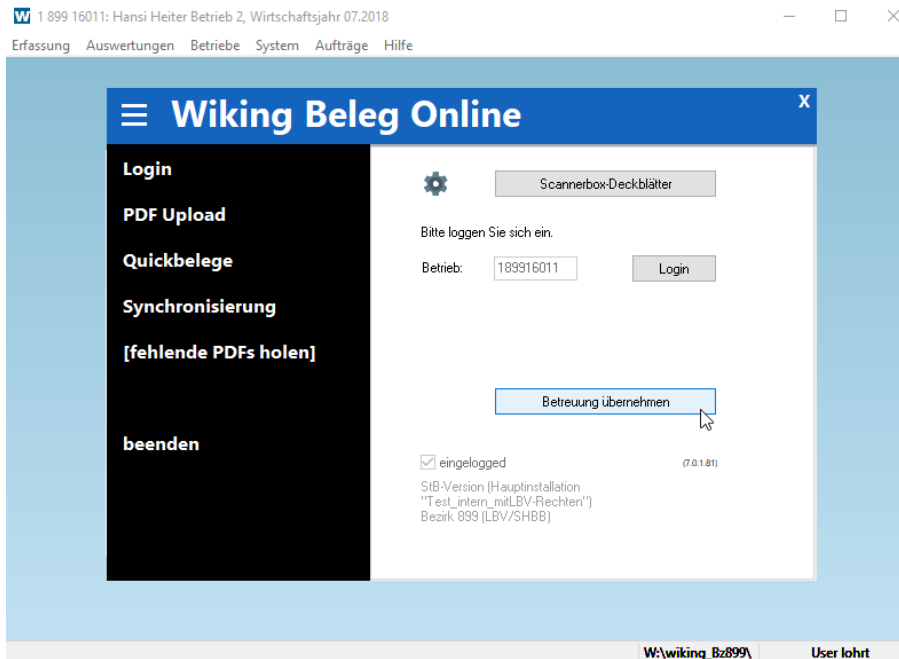 W 1 899 16011: Hansi Heiter Betrieb 2, Wirtschaftsjahr 07.2018
Erfassung Auswertungen Betriebe System Aufträge Hilfe
Wiking Beleg Online X
Login
PDF Upload
Quickbelege
Synchronisierung
[fehlende PDFs holen]
beenden
Scannerbox-Deckblätter
Bitte loggen Sie sich ein.
Betrieb: 189916011 Login
Betreuung übernehmen
eingelogged (7.0.1.81)
StB-Version (Hauptinstallation
"Test_intern_mitLBV-Rechten")
Bezirk 899 (LBV/SHBB)
W:\wiking_Bz899\ User lohrt